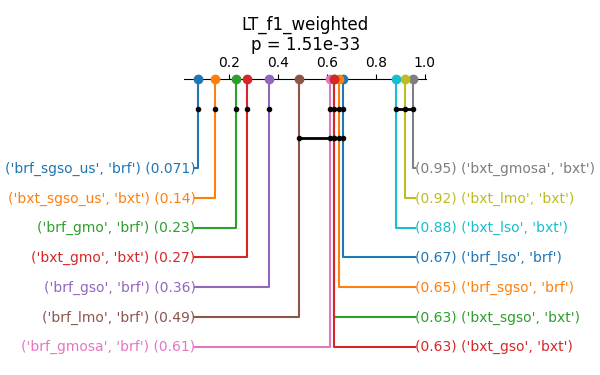 LT_f1_weighted
p = 1.51e-33
0.2 0.4 0.6 0.8 1.0
('brf_sgso_us', 'brf') (0.071) (0.95) ('bxt_gmosa', 'bxt')
('bxt_sgso_us', 'bxt') (0.14) (0.92) ('bxt_lmo', 'bxt')
('brf_gmo', 'brf') (0.23) (0.88) ('bxt_lso', 'bxt')
('bxt_gmo', 'bxt') (0.27) (0.67) ('brf_lso', 'brf')
('brf_gso', 'brf') (0.36) (0.65) ('brf_sgso', 'brf')
('brf_lmo', 'brf') (0.49) (0.63) ('bxt_sgso', 'bxt')
('brf_gmosa', 'brf') (0.61) (0.63) ('bxt_gso', 'bxt')